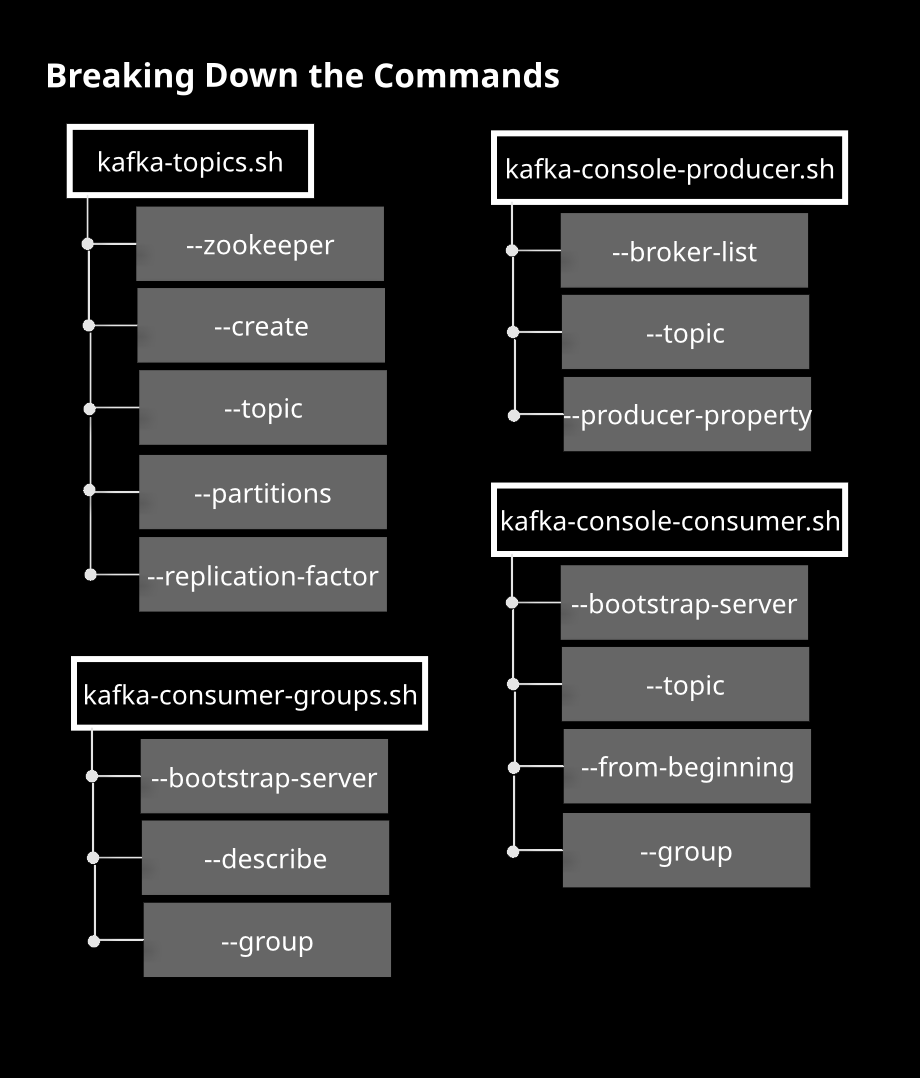 Breaking Down the Commands
kafka-topics.sh
--zookeeper
--create
--topic
--partitions
--replication-factor
kafka-consumer-groups.sh
--bootstrap-server
--describe
--group
kafka-console-producer.sh
--broker-list
--topic
--producer-property
kafka-console-consumer.sh
--bootstrap-server
--topic
--from-beginning
--group